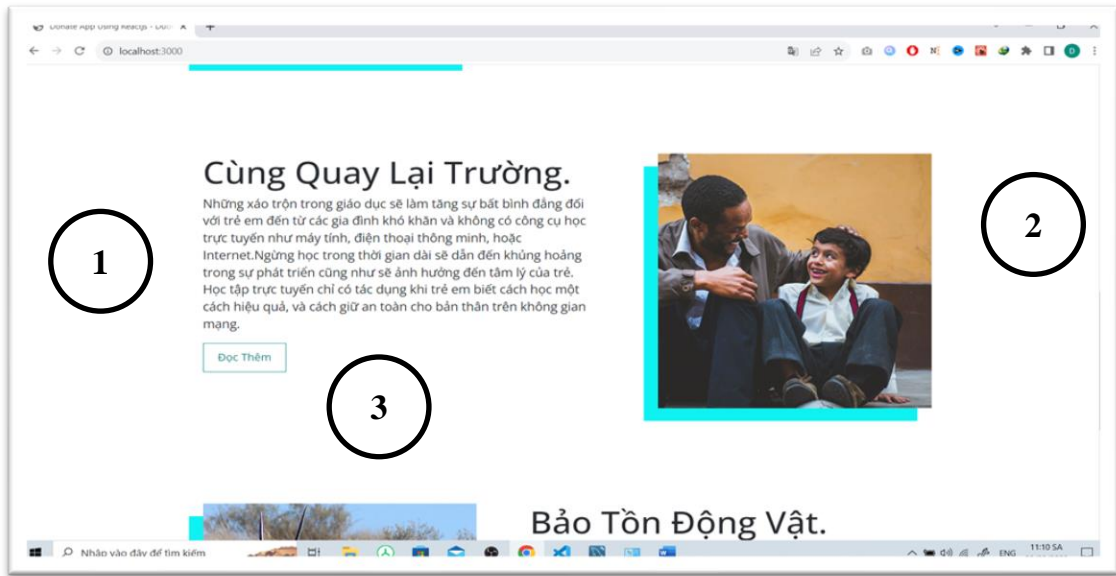 Donate App Using Reactjs - Duo
localhost:3000
D
Cùng Quay Lại Trường.
Những xáo trộn trong giáo dục sẽ làm tăng sự bất bình đẳng đối
với trẻ em đến từ các gia đình khó khăn và không có công cụ học
trực tuyến như máy tính, điện thoại thông minh, hoặc
Internet.Ngừng học trong thời gian dài sẽ dẫn đến khủng hoảng
trong sự phát triển cũng như sẽ ảnh hưởng đến tâm lý của trẻ.
Học tập trực tuyến chỉ có tác dụng khi trẻ em biết cách học một
cách hiệu quả, và cách giữ an toàn cho bản thân trên không gian
mạng.
Đọc Thêm
1
2
3
Bảo Tồn Động Vật.
Nhập vào đây để tìm kiếm
ENG
11:10 SA